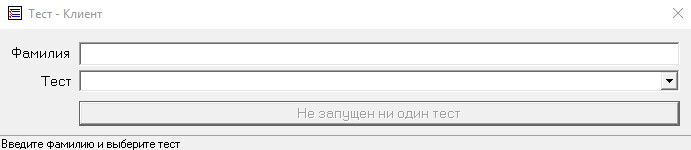 Тест - Клиент
Фамилия
Тест
Не запущен ни один тест
Введите фамилию и выберите тест